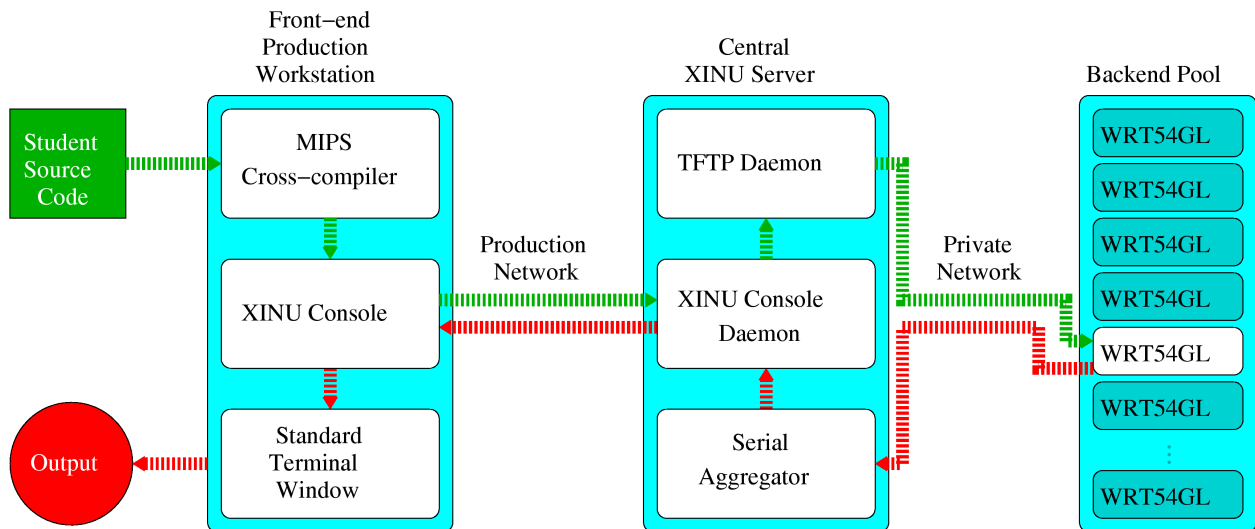 Front-end
Production
Workstation
Central
XINU Server
Backend Pool
Student
Source
Code
MIPS
Cross-compiler
TFTP Daemon
WRT54GL
WRT54GL
WRT54GL
WRT54GL
WRT54GL
WRT54GL
WRT54GL
Production
Network
Private
Network
XINU Console
XINU Console
Daemon
Output
Standard
Terminal
Window
Serial
Aggregator